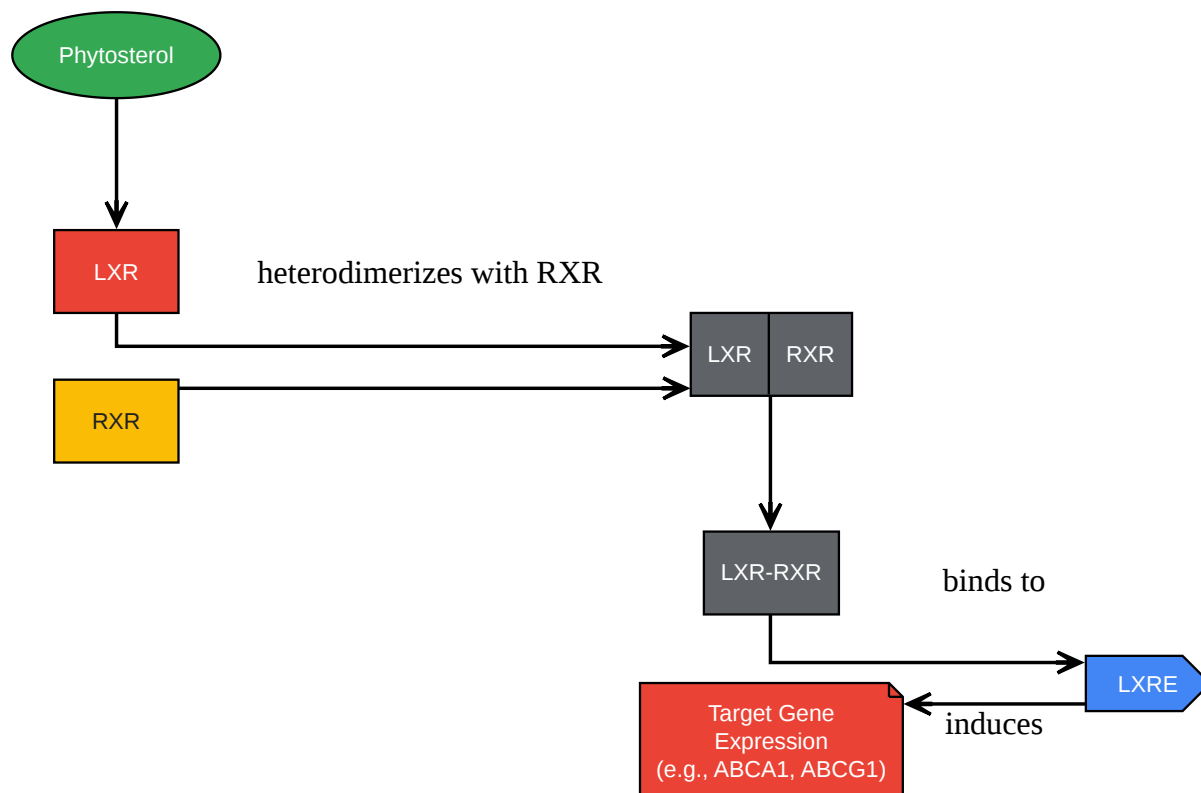 Phytosterol
LXR
heterodimerizes with RXR
LXR
RXR
RXR
LXR-RXR
binds to
LXRE
Target Gene
Expression
(e.g., ABCA1, ABCG1)
induces